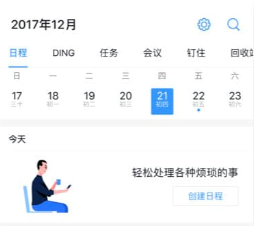 2017年12月
日程 DING 任务 会议 钉住 回收
日 一 二 三 四 五 六
17 18 19 20 21 22 23
三十 初一 初二 初三 初四 初五 初六
今天
轻松处理各种烦琐的事
创建日程